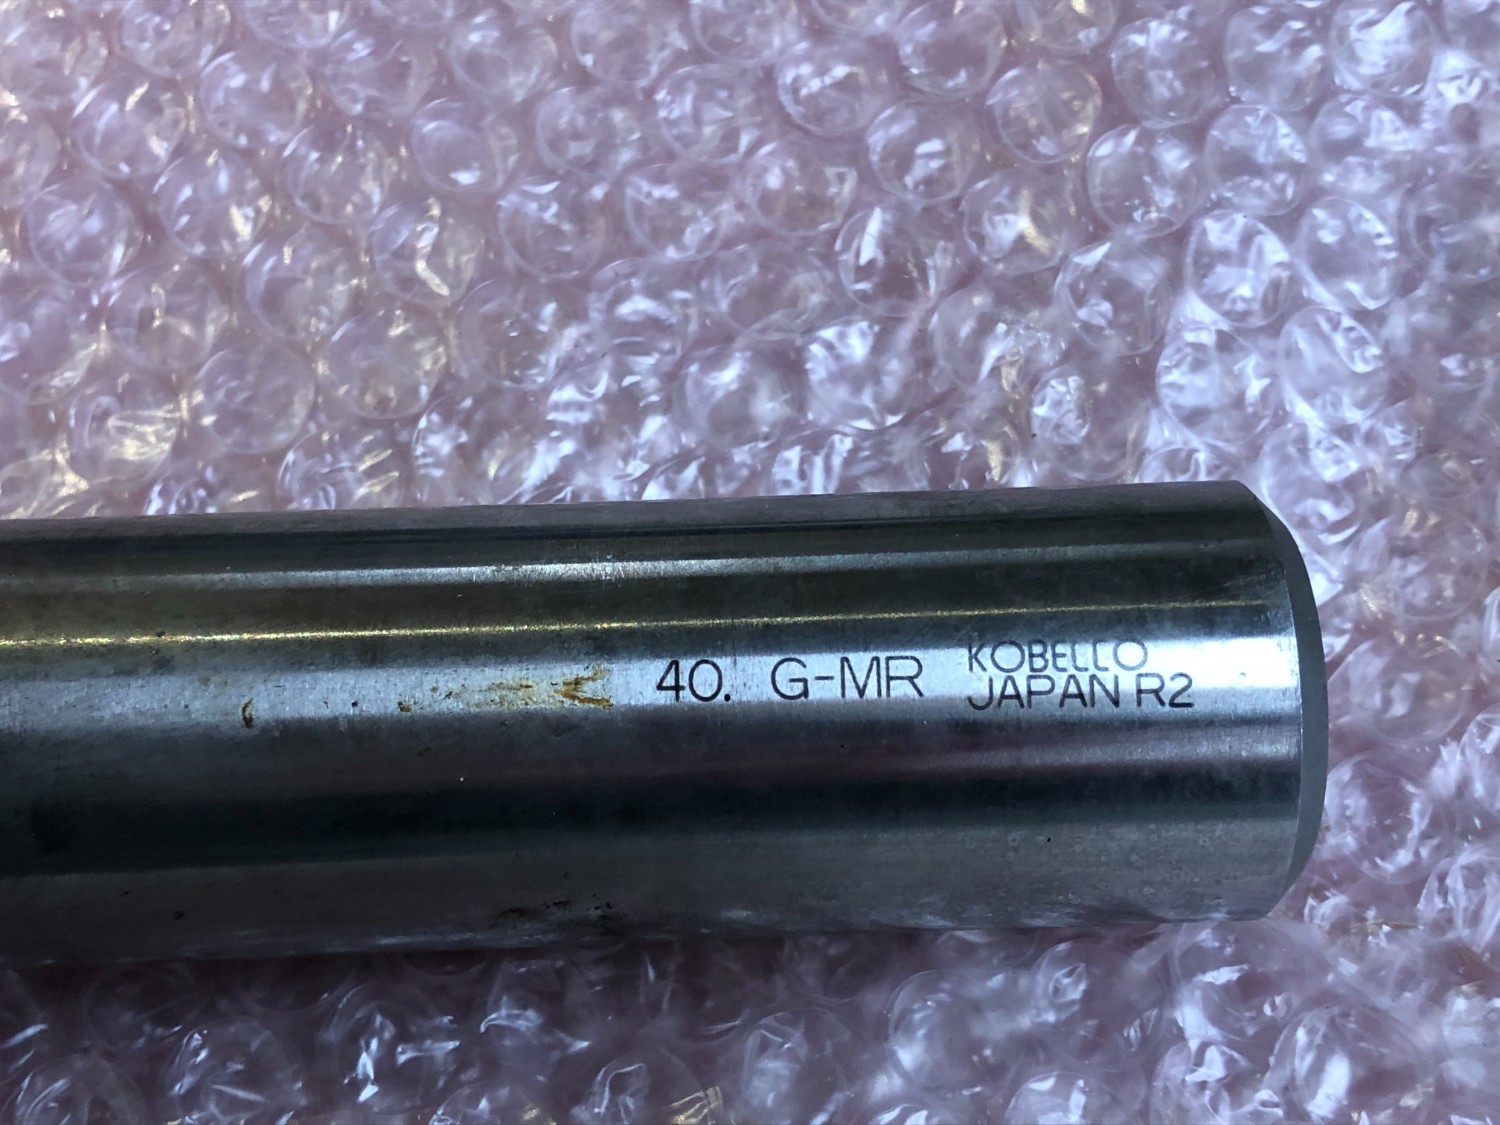 40. G-MR
KOBELCO
JAPAN R2